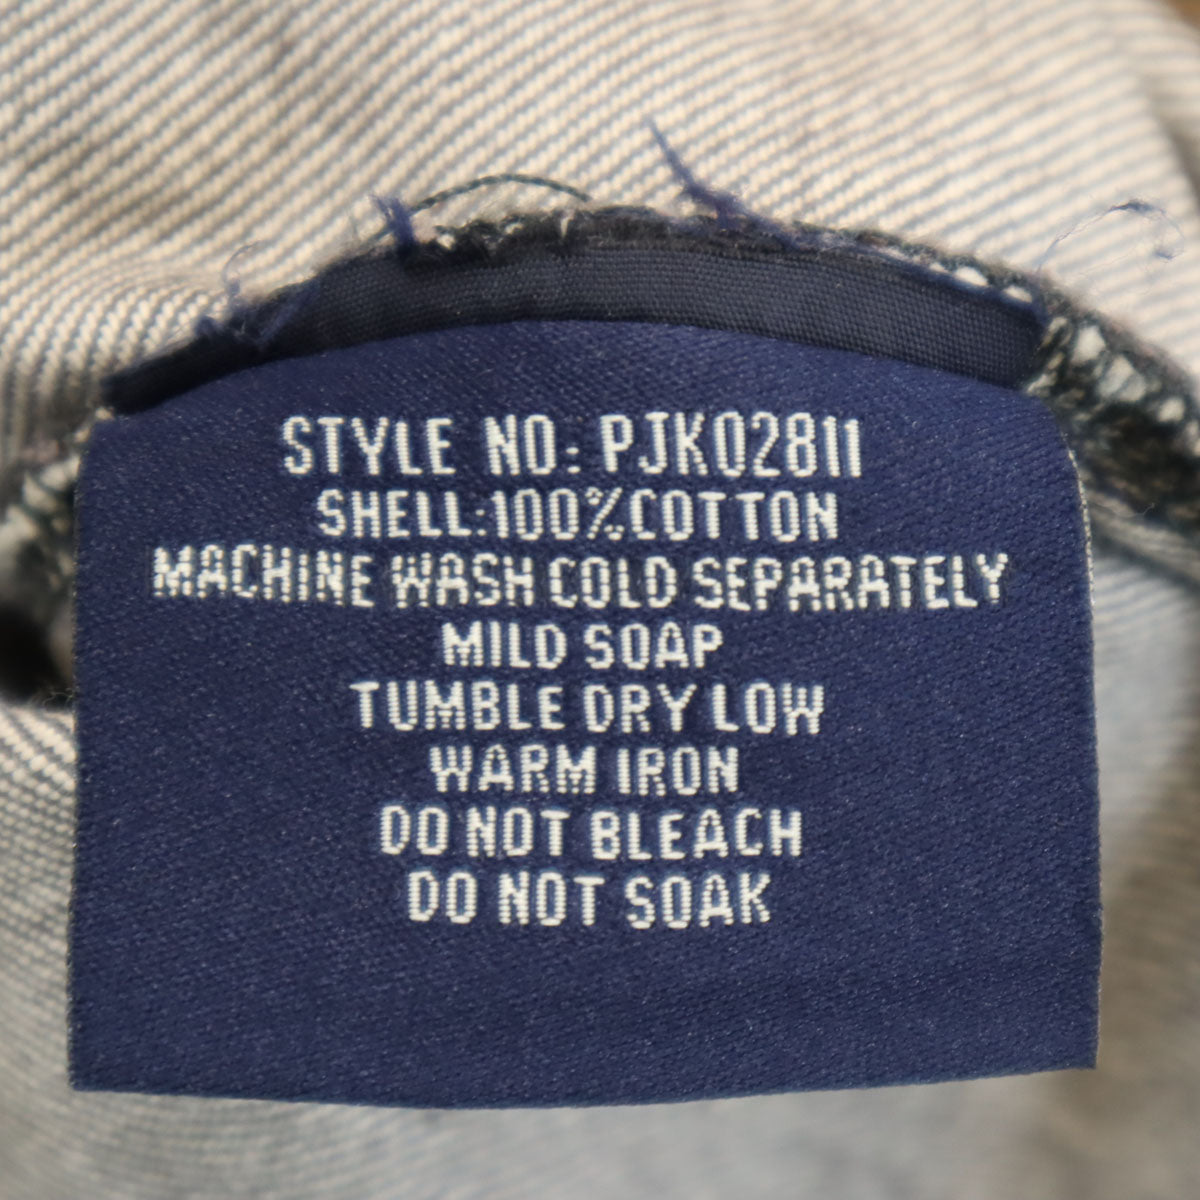 STYLE NO: PJK02811
SHELL:100%COTTON
MACHINE WASH COLD SEPARATELY
MILD SOAP
TUMBLE DRY LOW
WARM IRON
DO NOT BLEACH
DO NOT SOAK